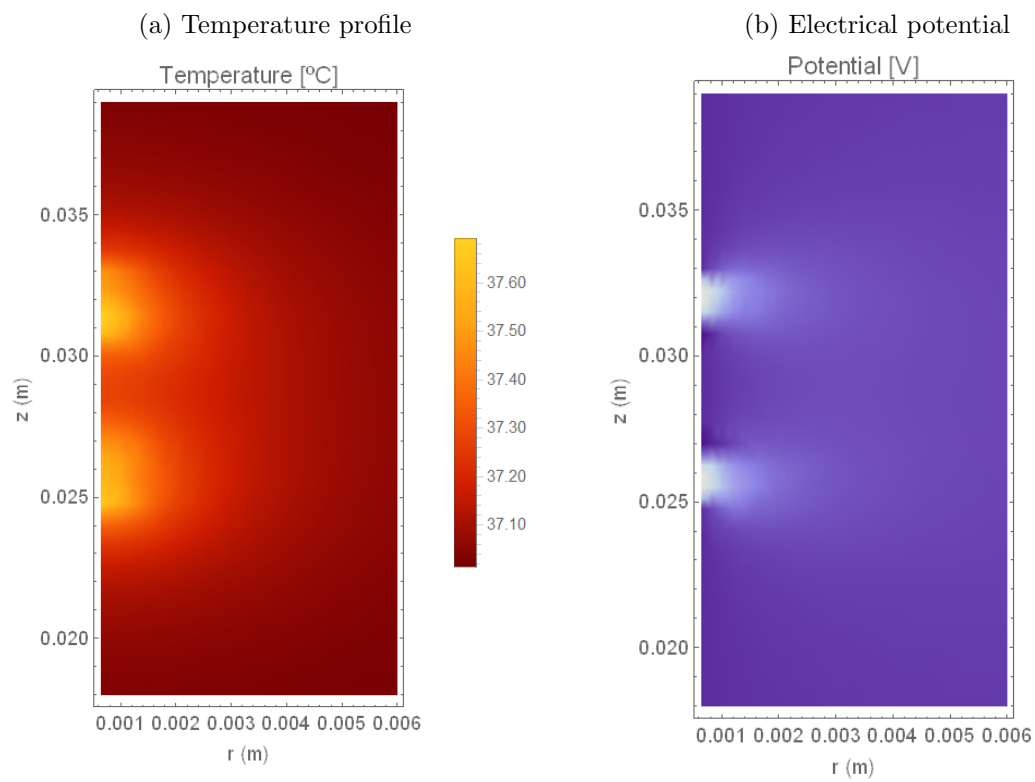 (a) Temperature profile
Temperature [ºC]
0.035
0.030
0.025
0.020
z (m)
0.001 0.002 0.003 0.004 0.005 0.006
r (m)
37.60
37.50
37.40
37.30
37.20
37.10
(b) Electrical potential
Potential [V]
0.035
0.030
0.025
0.020
z (m)
0.001 0.002 0.003 0.004 0.005 0.006
r (m)